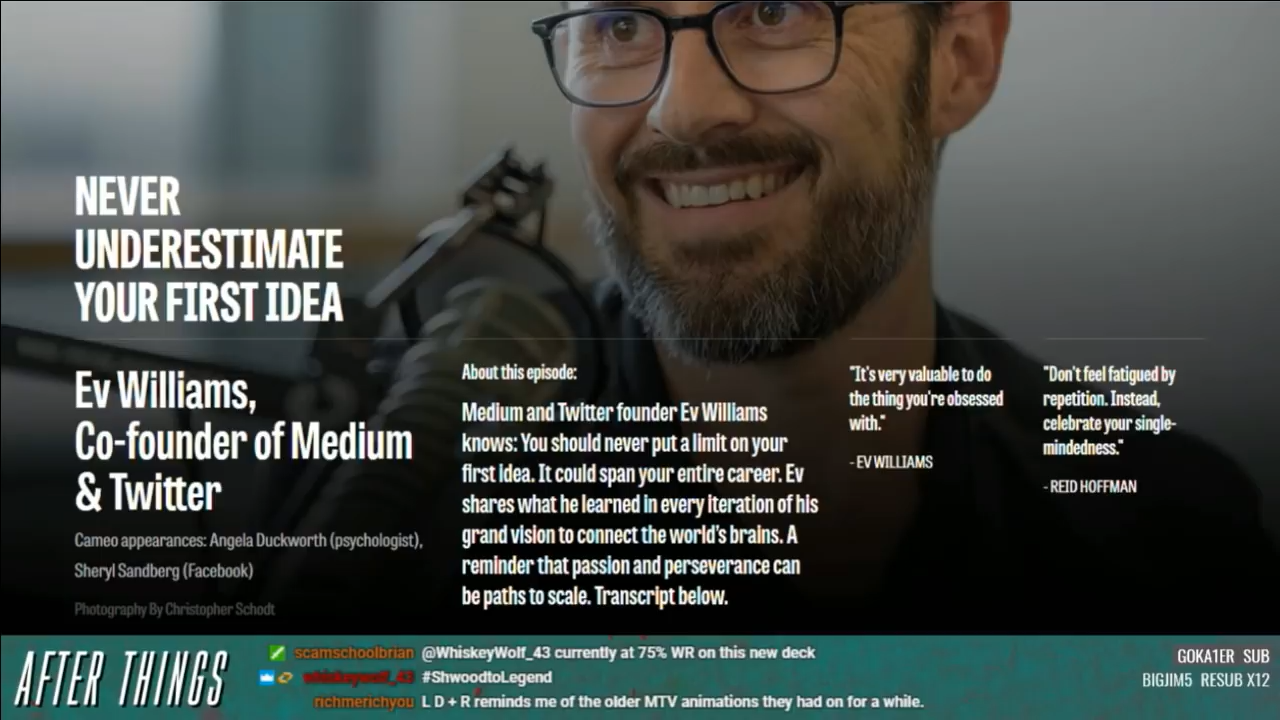 NEVER
UNDERESTIMATE
YOUR FIRST IDEA
Ev Williams,
Co-founder of Medium
& Twitter
Cameo appearances: Angela Duckworth (psychologist),
Sheryl Sandberg (Facebook)
Photography By Christopher Schodt
About this episode:
Medium and Twitter founder Ev Williams
knows: You should never put a limit on your
first idea. It could span your entire career. Ev
shares what he learned in every iteration of his
grand vision to connect the world's brains. A
reminder that passion and perseverance can
be paths to scale. Transcript below.
"It's very valuable to do
the thing you're obsessed
with."
- EV WILLIAMS
"Don't feel fatigued by
repetition. Instead,
celebrate your single-
mindedness."
- REID HOFFMAN
AFTER THINGS
scamschoolbrian @WhiskeyWolf_43 currently at 75% WR on this new deck
whiskeywolf_43 #ShwoodtoLegend
richmerichyou L D + R reminds me of the older MTV animations they had on for a while.
GOKA1ER SUB
BIGJIM5 RESUB X12